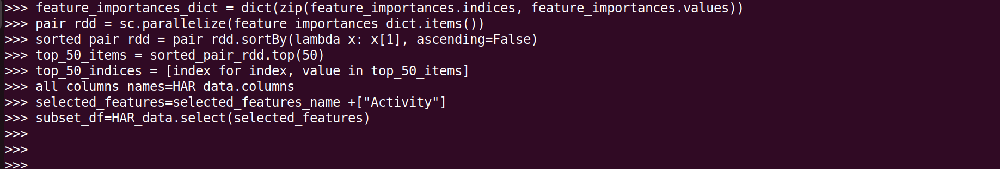 >>> feature_importances_dict = dict(zip(feature_importances.indices, feature_importances.values))
>>> pair_rdd = sc.parallelize(feature_importances_dict.items())
>>> sorted_pair_rdd = pair_rdd.sortBy(lambda x: x[1], ascending=False)
>>> top_50_items = sorted_pair_rdd.top(50)
>>> top_50_indices = [index for index, value in top_50_items]
>>> all_columns_names=HAR_data.columns
>>> selected_features=selected_features_name +["Activity"]
>>> subset_df=HAR_data.select(selected_features)
>>>
>>>
>>>